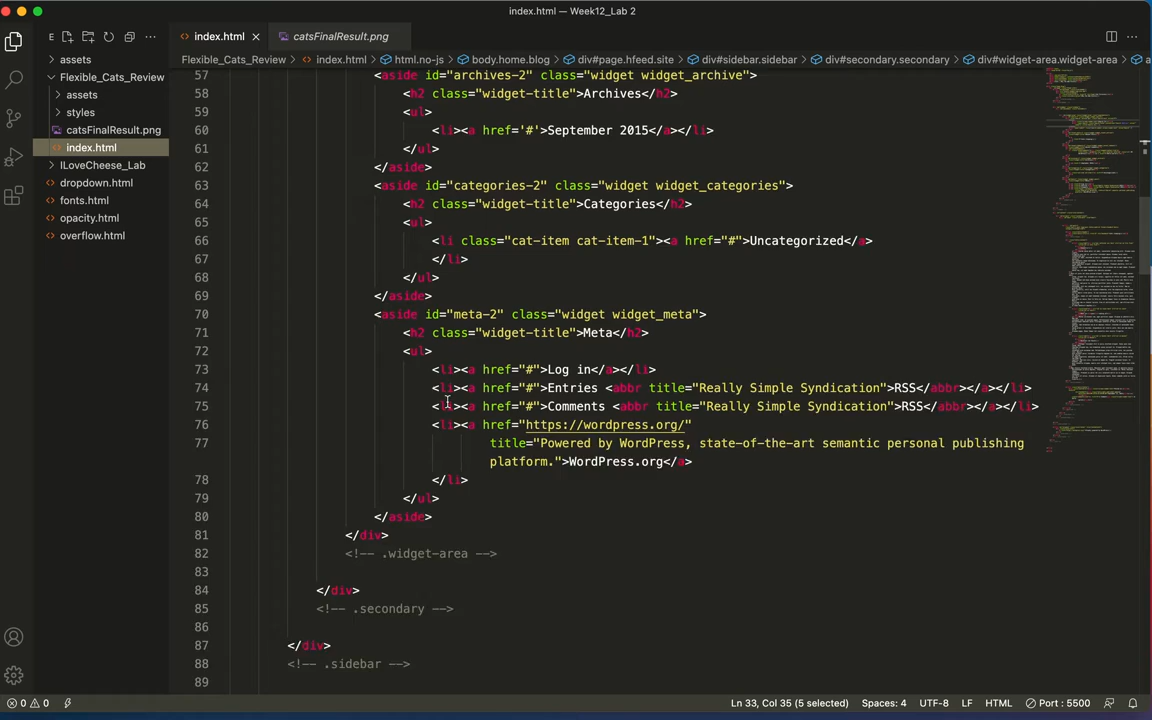 index.html — Week12_Lab 2
E
index.html
catsFinalResult.png
assets
Flexible_Cats_Review
assets
styles
catsFinalResult.png
index.html
ILoveCheese_Lab
dropdown.html
fonts.html
opacity.html
overflow.html
Flexible_Cats_Review > index.html > html.no-js > body.home.blog > div#page.hfeed.site > div#sidebar.sidebar > div#secondary.secondary > div#widget-area.widget-area > a
57 <aside id="archives-2" class="widget widget_archive">
58 <h2 class="widget-title">Archives</h2>
59 <ul>
60 <li><a href='#'>September 2015</a></li>
61 </ul>
62 </aside>
63 <aside id="categories-2" class="widget widget_categories">
64 <h2 class="widget-title">Categories</h2>
65 <ul>
66 <li class="cat-item cat-item-1"><a href="#">Uncategorized</a>
67 </li>
68 </ul>
69 </aside>
70 <aside id="meta-2" class="widget widget_meta">
71 <h2 class="widget-title">Meta</h2>
72 <ul>
73 <li><a href="#">Log in</a></li>
74 <li><a href="#">Entries <abbr title="Really Simple Syndication">RSS</abbr></a></li>
75 <li><a href="#">Comments <abbr title="Really Simple Syndication">RSS</abbr></a></li>
76 <li><a href="https://wordpress.org/"
77 title="Powered by WordPress, state-of-the-art semantic personal publishing
platform.">WordPress.org</a>
78 </li>
79 </ul>
80 </aside>
81 </div>
82 <!-- .widget-area -->
83
84 </div>
85 <!-- .secondary -->
86
87 </div>
88 <!-- .sidebar -->
89
0 0 Ln 33, Col 35 (5 selected) Spaces: 4 UTF-8 LF HTML Port : 5500